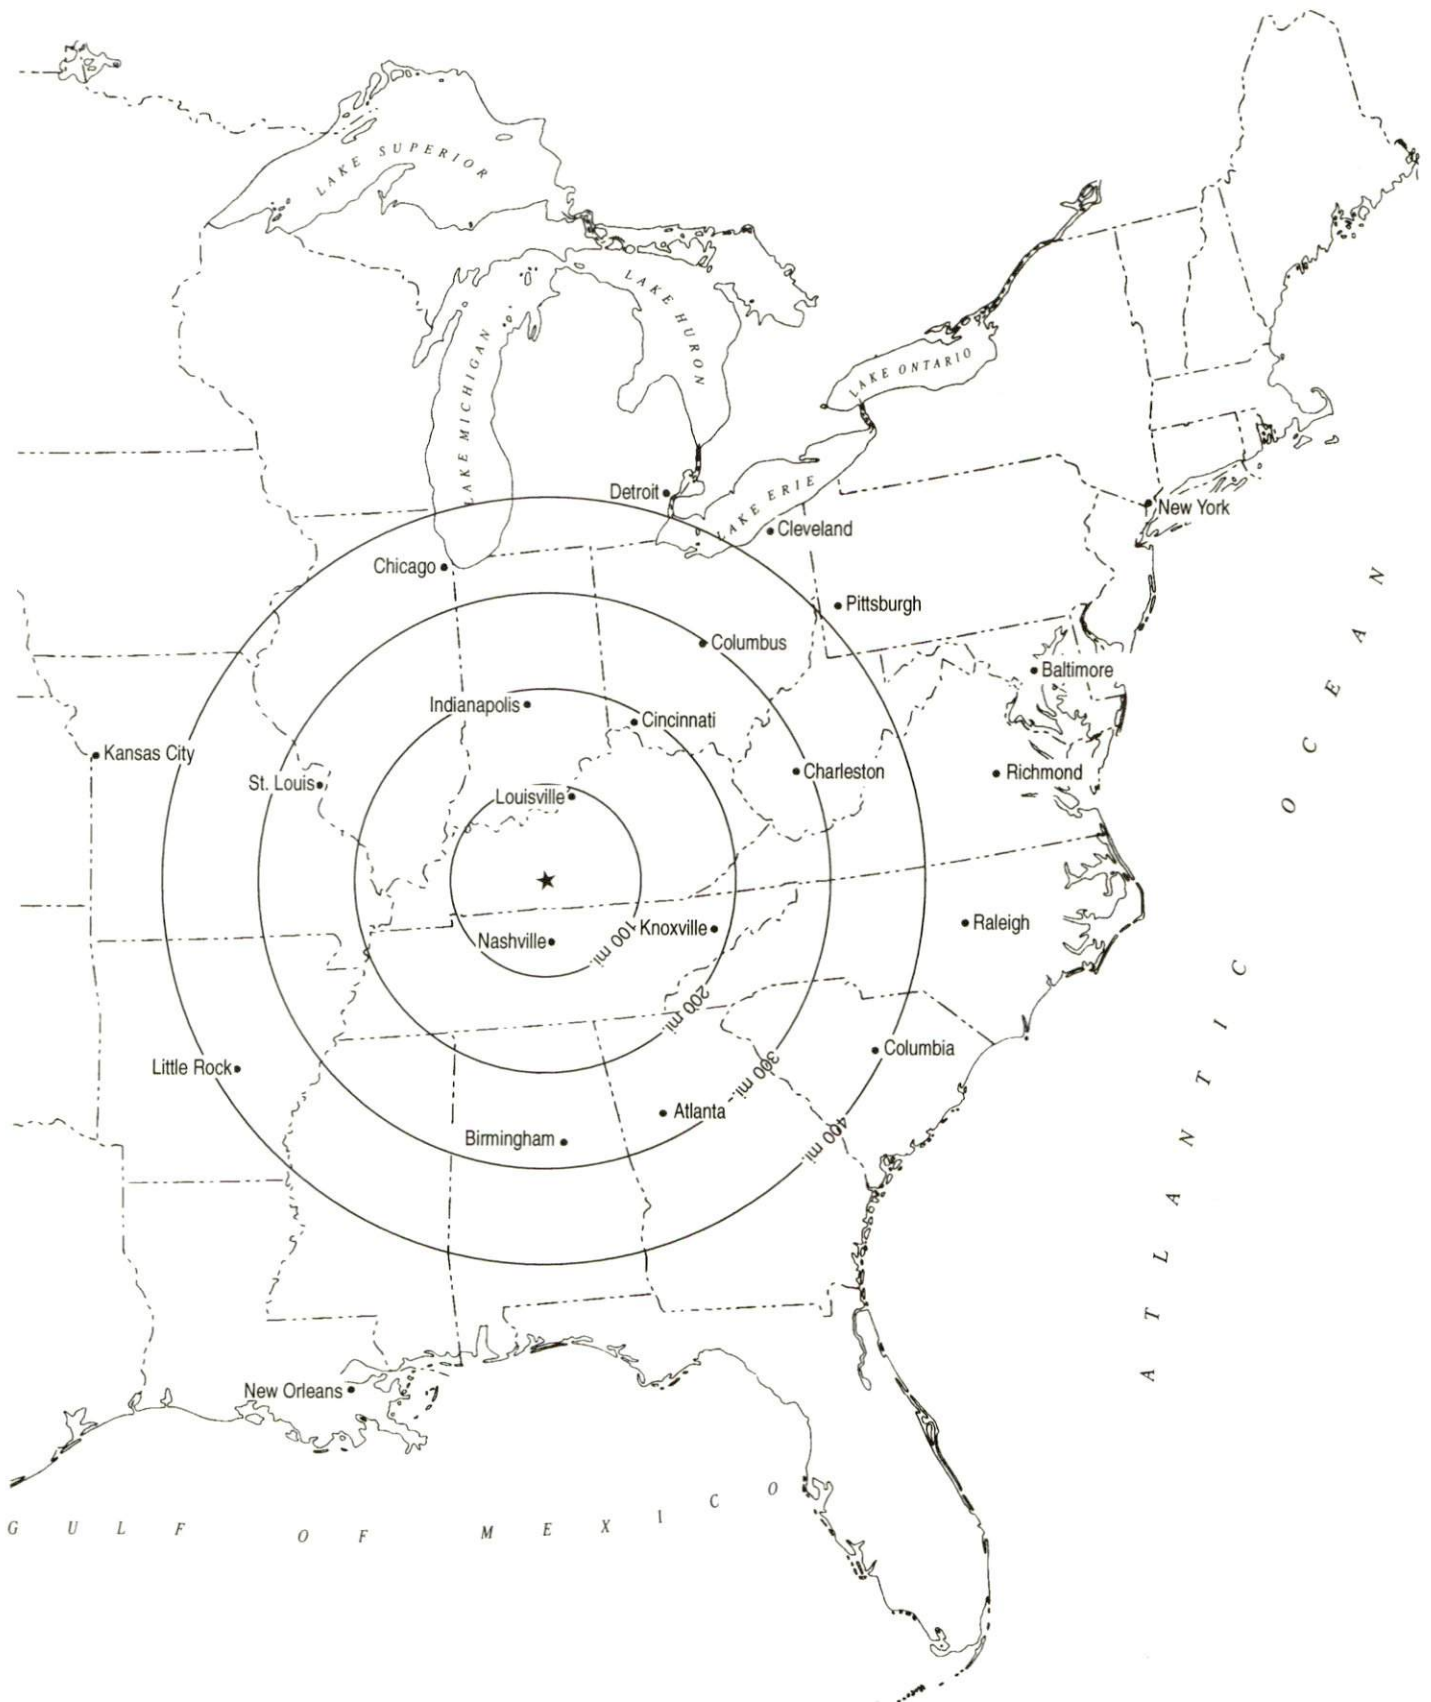 LAKE SUPERIOR
LAKE HURON
LAKE MICHIGAN
LAKE ONTARIO
LAKE ERIE
Detroit
New York
Cleveland
Chicago
Pittsburgh
Columbus
Baltimore
Indianapolis
Cincinnati
Kansas City
St. Louis
Charleston
Richmond
Louisville
Raleigh
Knoxville
Nashville
100 mi.
200 mi.
300 mi.
400 mi.
Columbia
Little Rock
Atlanta
Birmingham
New Orleans
ATLANTIC OCEAN
GULF OF MEXICO